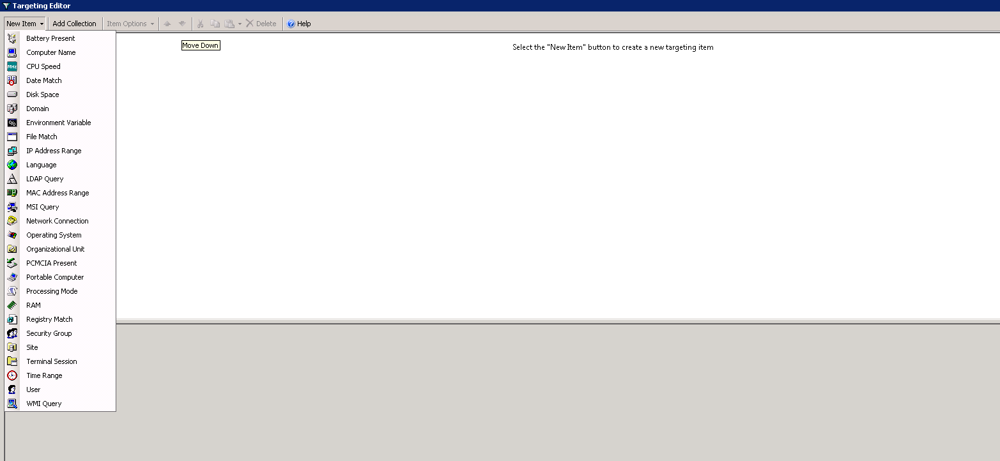 Targeting Editor
New Item Add Collection Item Options Delete Help
Move Down
Select the "New Item" button to create a new targeting item
Battery Present
Computer Name
MHz CPU Speed
Date Match
Disk Space
Domain
% Environment Variable
File Match
IP Address Range
Language
LDAP Query
MAC Address Range
MSI Query
Network Connection
Operating System
Organizational Unit
PCMCIA Present
Portable Computer
Processing Mode
RAM
Registry Match
Security Group
Site
Terminal Session
Time Range
User
WMI Query